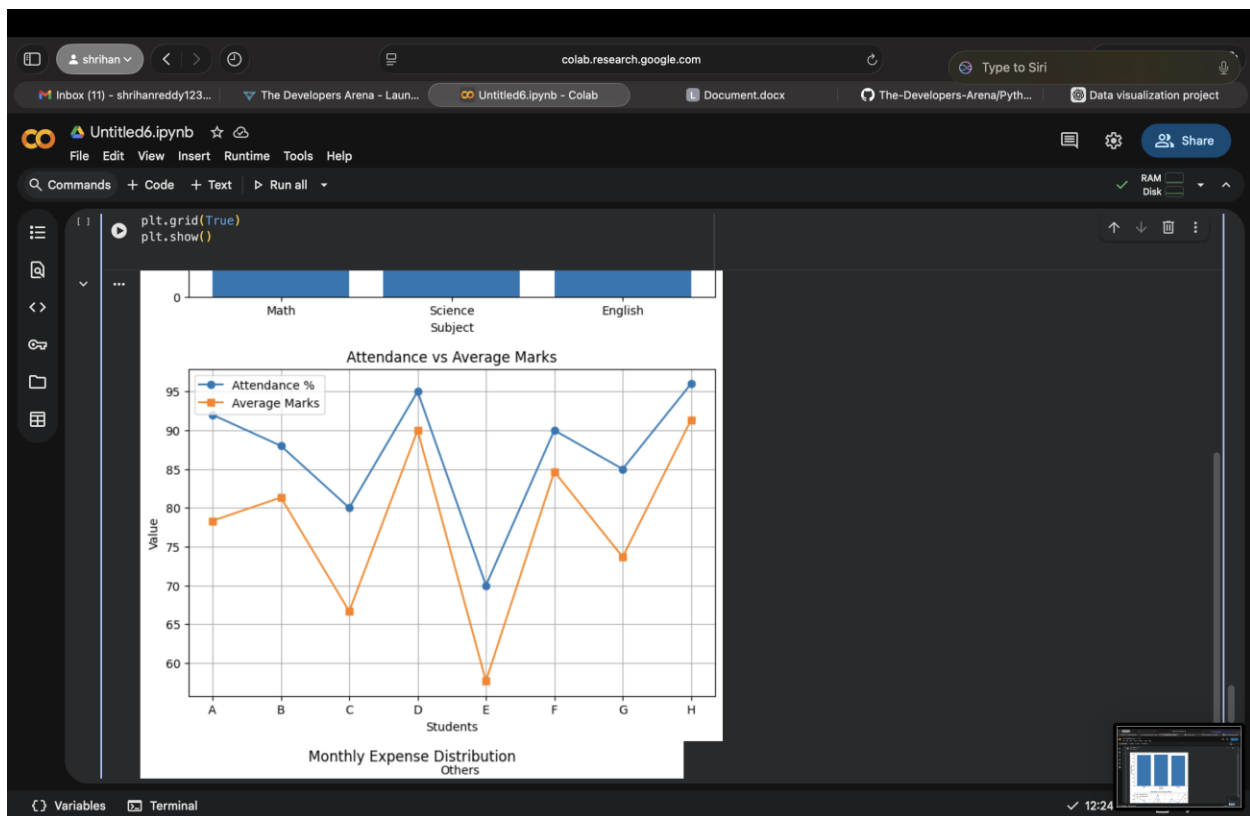 shrihan
colab.research.google.com
Type to Siri
Inbox (11) - shrihanreddy123...
The Developers Arena - Laun...
Untitled6.ipynb - Colab
L Document.docx
The-Developers-Arena/Pyth...
Data visualization project
Untitled6.ipynb
File Edit View Insert Runtime Tools Help
Share
Commands + Code + Text Run all
RAM
Disk
[ ]
plt.grid(True)
plt.show()
0
Math Science English
Subject
Attendance vs Average Marks
Attendance %
Average Marks
95
90
85
80
75
70
65
60
Value
A B C D E F G H
Students
Monthly Expense Distribution
Others
{} Variables Terminal
12:24